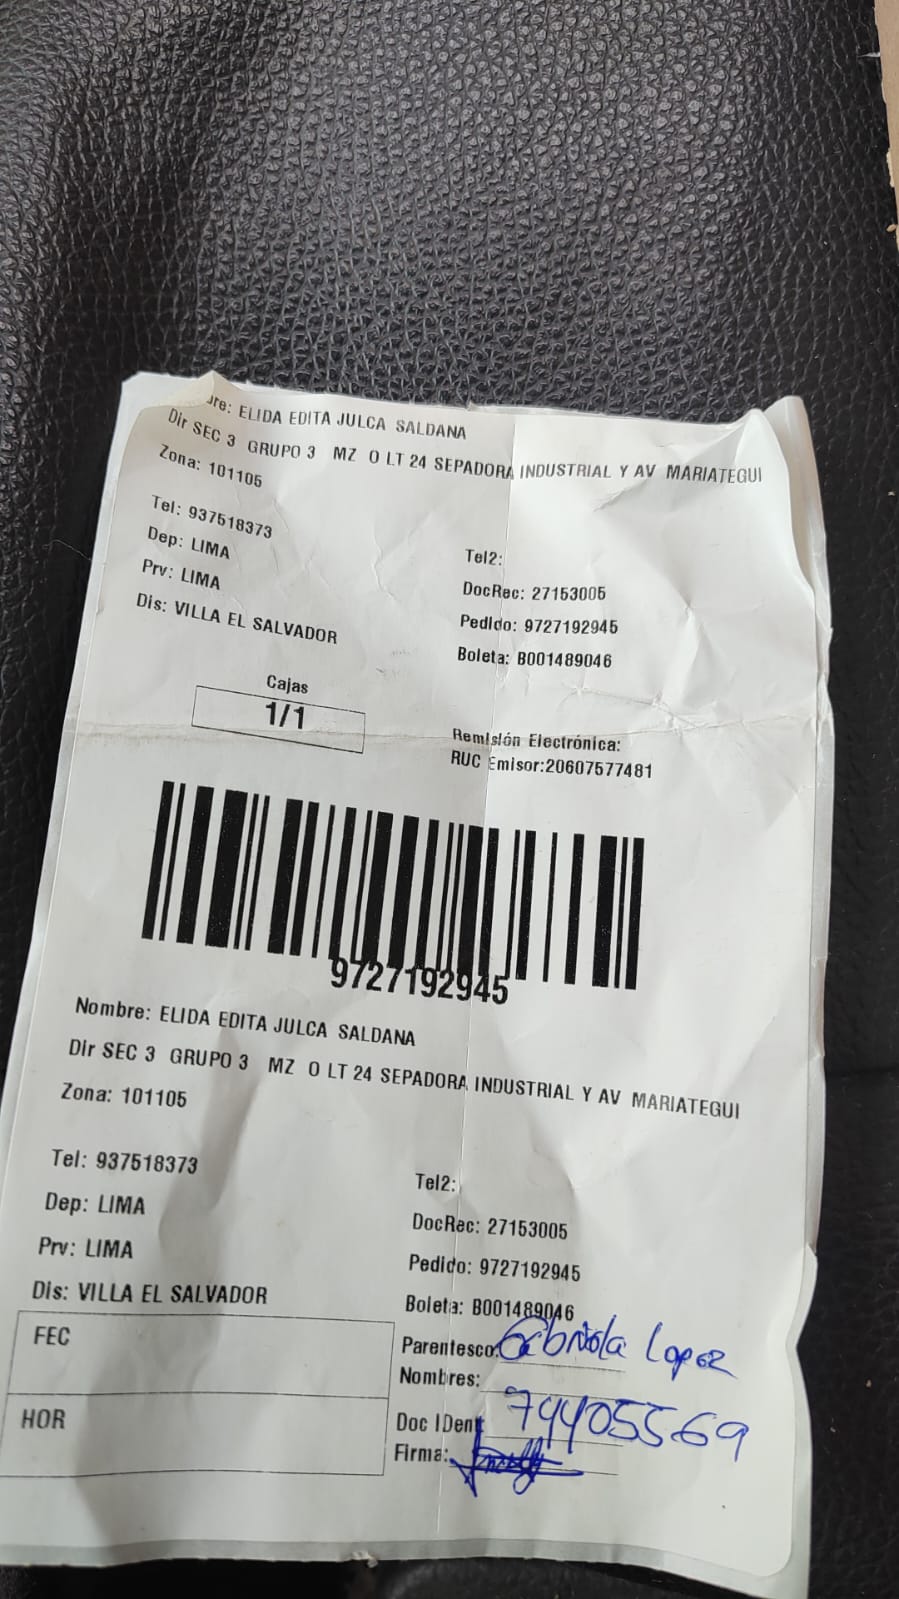 bre: ELIDA EDITA JULCA SALDANA
Dir SEC 3 GRUPO 3 MZ O LT 24 SEPADORA INDUSTRIAL Y AV MARIATEGUI
Zona: 101105
Tel: 937518373
Tel2:
Dep: LIMA
DocRec: 27153005
Prv: LIMA
Pedido: 9727192945
Dis: VILLA EL SALVADOR
Boleta: B001489046
Cajas
1/1
Remisión Electrónica:
RUC Emisor:20607577481
9727192945
Nombre: ELIDA EDITA JULCA SALDANA
Dir SEC 3 GRUPO 3 MZ O LT 24 SEPADORA INDUSTRIAL Y AV MARIATEGUI
Zona: 101105
Tel: 937518373
Tel2:
Dep: LIMA
DocRec: 27153005
Prv: LIMA
Pedido: 9727192945
Dis: VILLA EL SALVADOR
Boleta: B001489046
FEC
Parentesco: Gabriela Lopez
Nombres:
HOR
Doc IDent 74405569
Firma: